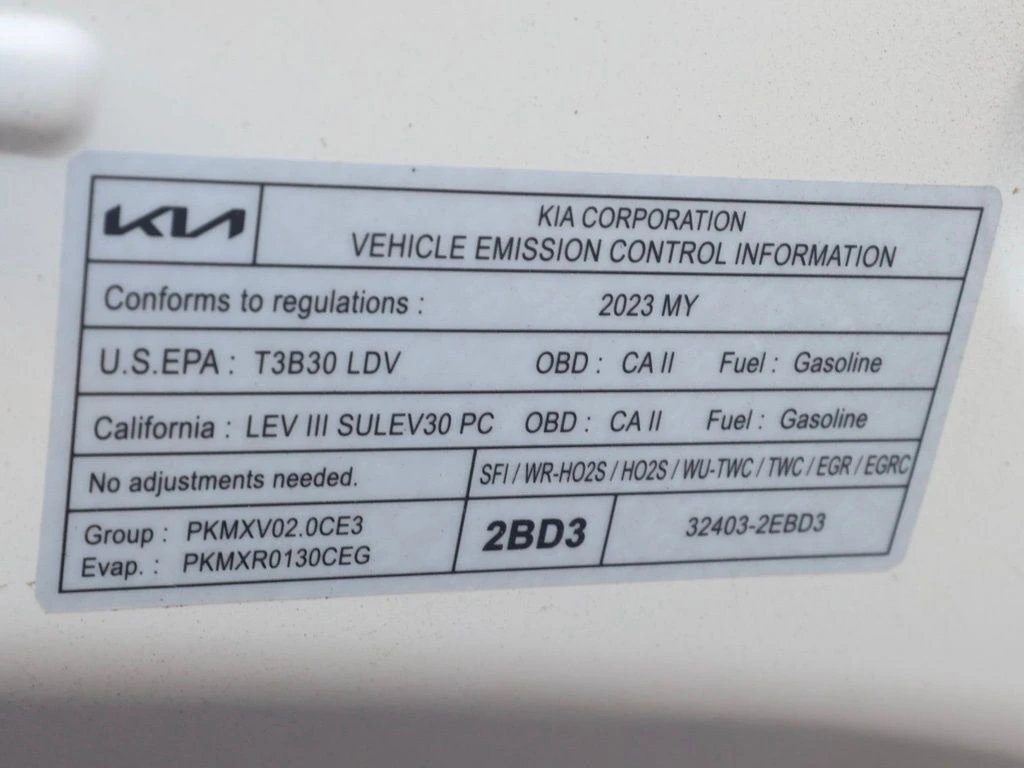 KIA
KIA CORPORATION
VEHICLE EMISSION CONTROL INFORMATION
Conforms to regulations : 2023 MY
U.S.EPA : T3B30 LDV OBD : CA II Fuel : Gasoline
California : LEV III SULEV30 PC OBD : CA II Fuel : Gasoline
No adjustments needed. SFI / WR-HO2S / HO2S / WU-TWC / TWC / EGR / EGRC
Group : PKMXV02.0CE3
Evap. : PKMXR0130CEG
2BD3
32403-2EBD3